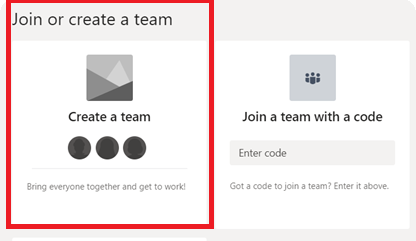 Join or create a team
Create a team
Bring everyone together and get to work!
Join a team with a code
Enter code
Got a code to join a team? Enter it above.